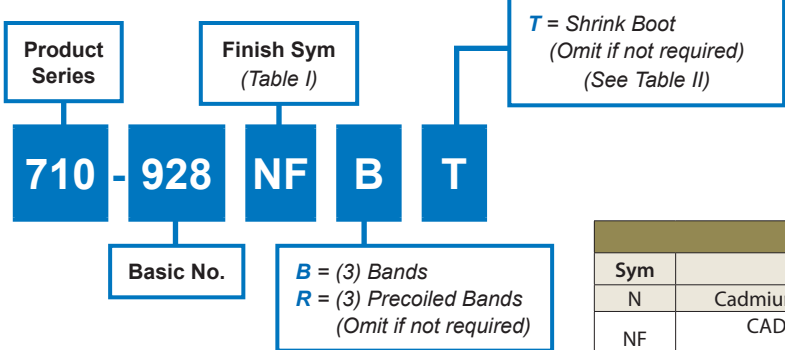 Product
Series
Finish Sym
(Table I)
T = Shrink Boot
(Omit if not required)
(See Table II)
710 - 928 NF B T
Basic No.
B = (3) Bands
R = (3) Precoiled Bands
(Omit if not required)
Sym
N
NF